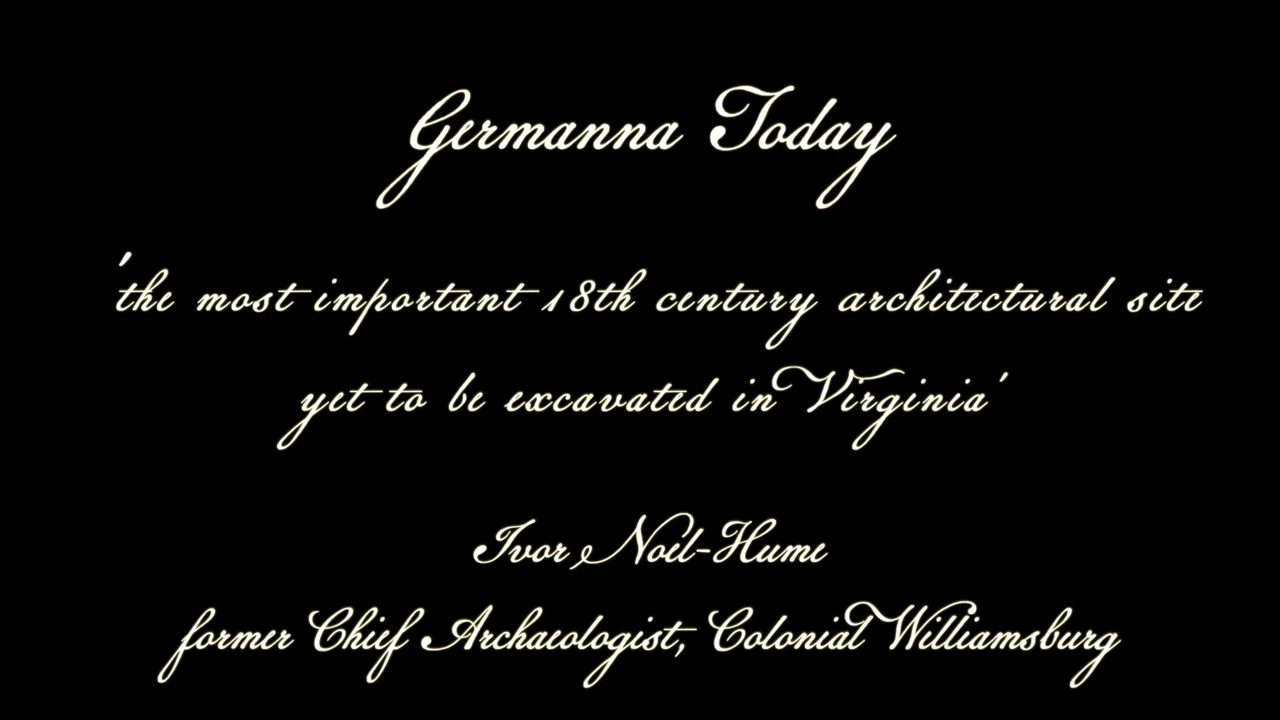 Germanna Today
'the most important 18th century architectural site
yet to be excavated in Virginia'
Ivor Noël-Hume
former Chief Archaeologist, Colonial Williamsburg